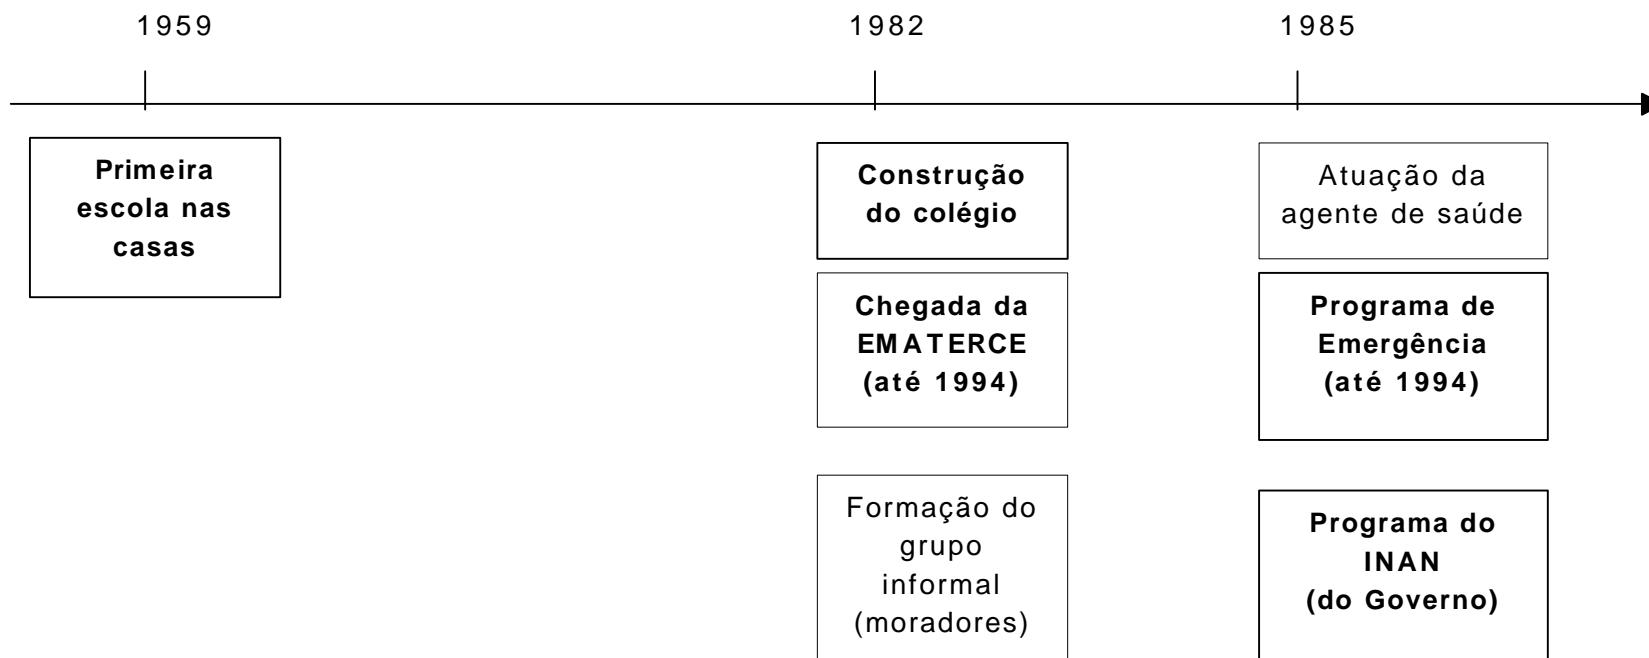 1959
1982
1985
Primeira
escola nas
casas
Construção
do colégio
Atuação da
agente de saúde
Chegada da
EMATERCE
(até 1994)
Programa de
Emergência
(até 1994)
Formação do
grupo
informal
(moradores)
Programa do
INAN
(do Governo)